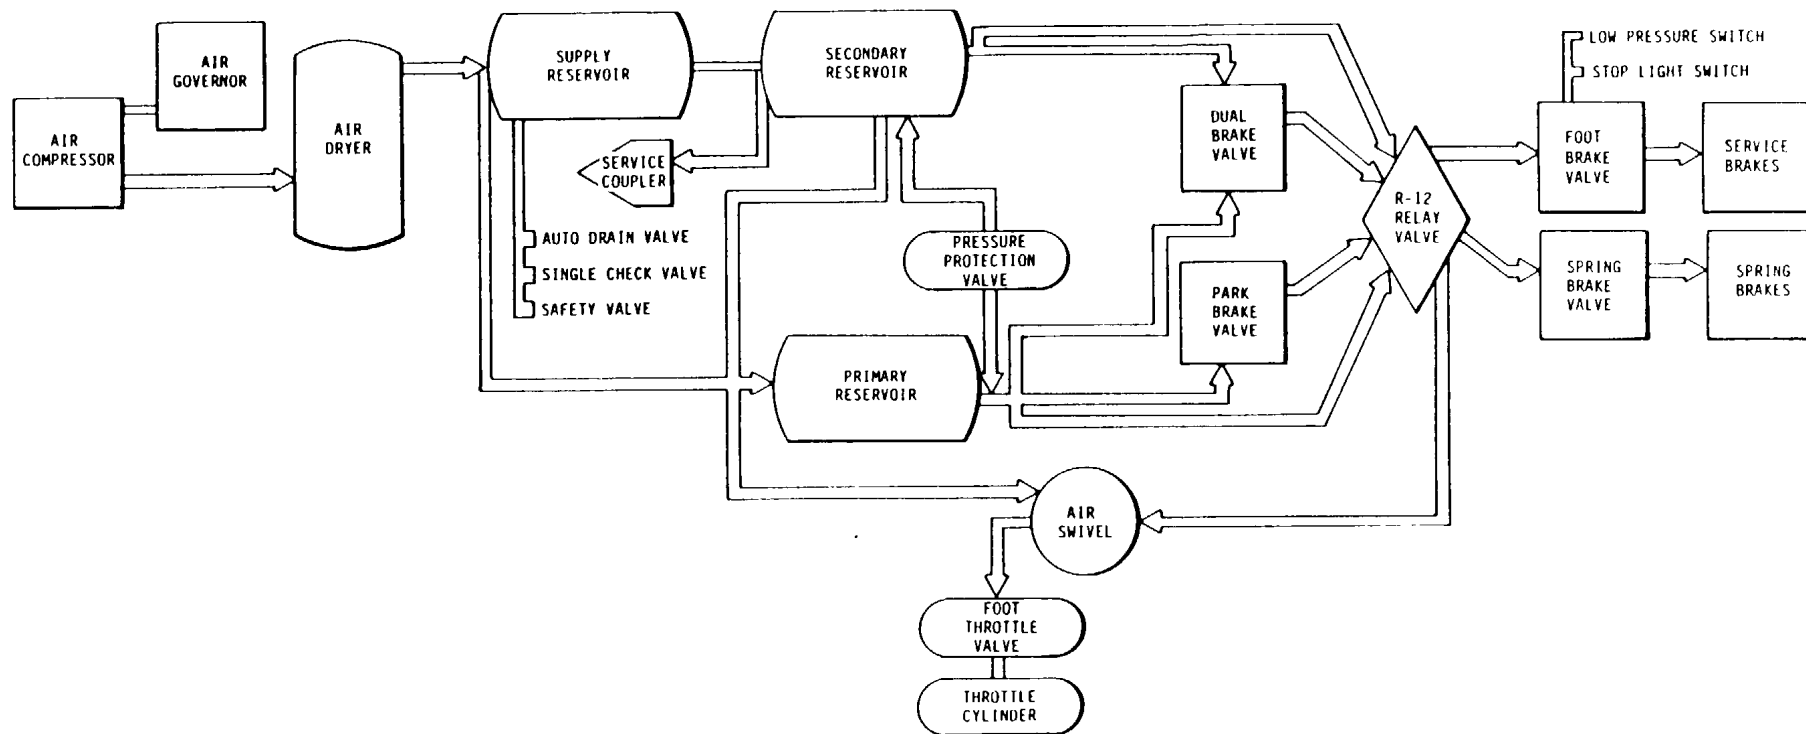 AIR
GOVERNOR
AIR
COMPRESSOR
AIR
DRYER
SUPPLY
RESERVOIR
SECONDARY
RESERVOIR
SERVICE
COUPLER
AUTO DRAIN VALVE
SINGLE CHECK VALVE
SAFETY VALVE
PRESSURE
PROTECTION
VALVE
PRIMARY
RESERVOIR
DUAL
BRAKE
VALVE
PARK
BRAKE
VALVE
R-12
RELAY
VALVE
LOW PRESSURE SWITCH
STOP LIGHT SWITCH
FOOT
BRAKE
VALVE
SERVICE
BRAKES
SPRING
BRAKE
VALVE
SPRING
BRAKES
AIR
SWIVEL
FOOT
THROTTLE
VALVE
THROTTLE
CYLINDER